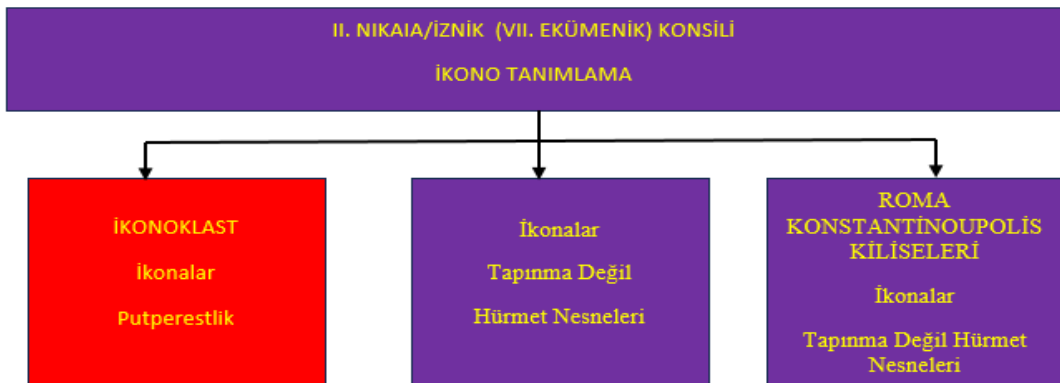 II. NIKAIA/İZNİK (VII. EKÜMENİK) KONSİLİ
İKONO TANIMLAMA
İKONOKLAST
İkonalar
Putperestlik
İkonalar
Tapınma Değil
Hürmet Nesneleri
ROMA
KONSTANTİNOUPOLİS
KİLİSELERİ
İkonalar
Tapınma Değil Hürmet
Nesneleri